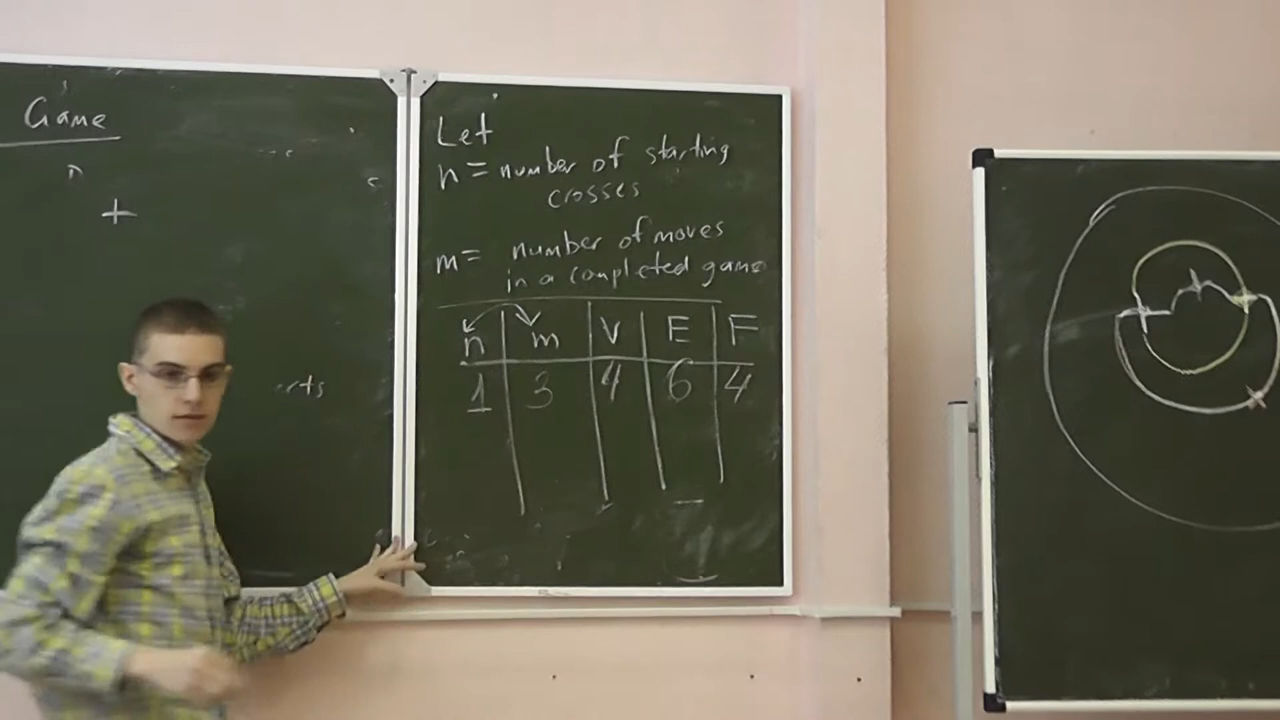 Game
Let
n = number of starting
crosses
m = number of moves
in a completed game
n m V E F
1 3 4 6 4